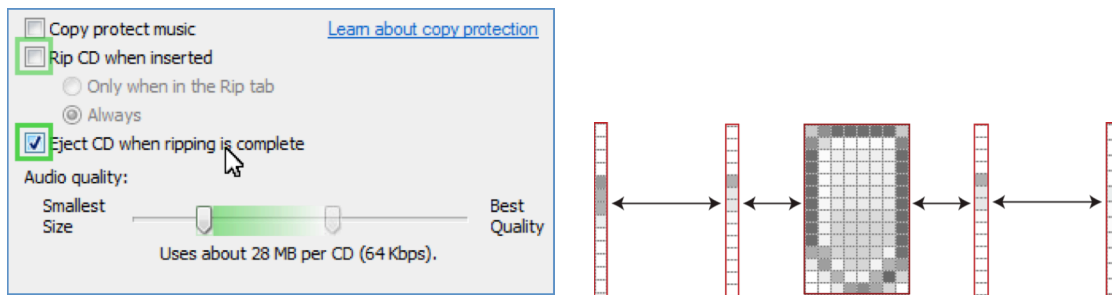 Copy protect music Learn about copy protection
Rip CD when inserted
Only when in the Rip tab
Always
Eject CD when ripping is complete
Audio quality:
Smallest Size
Best Quality
Uses about 28 MB per CD (64 Kbps).